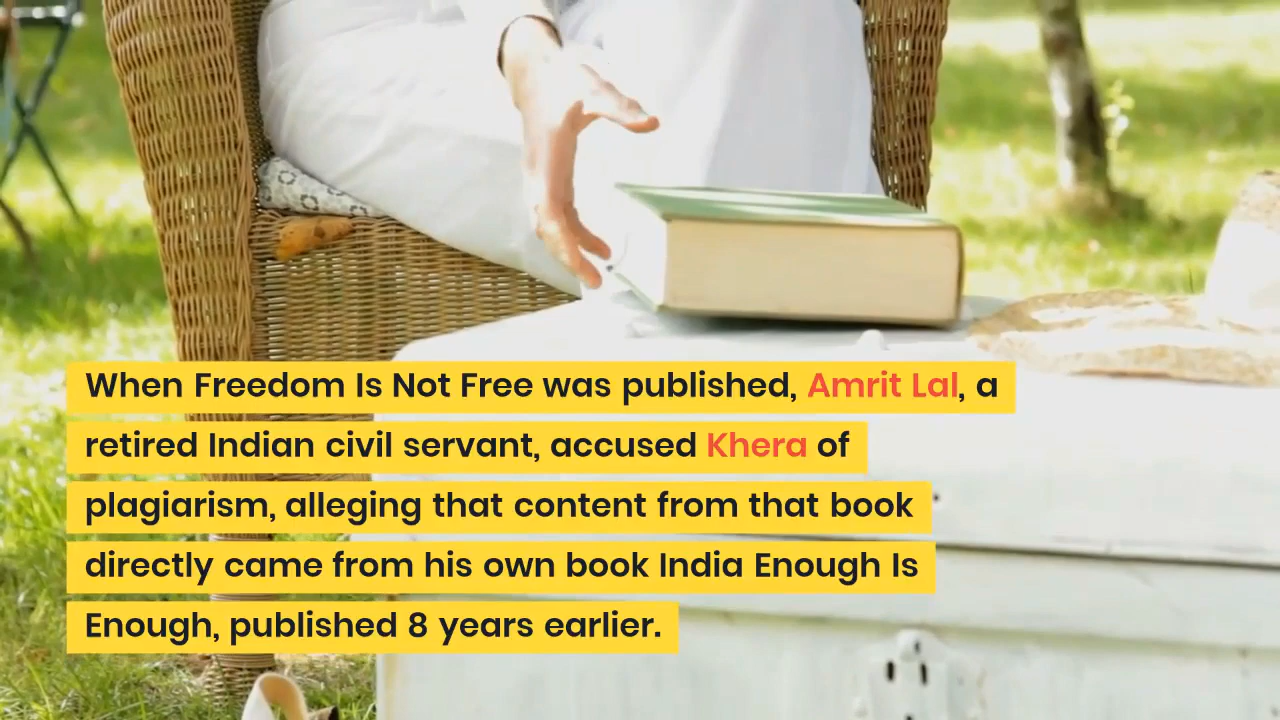 When Freedom Is Not Free was published, Amrit Lal, a
retired Indian civil servant, accused Khera of
plagiarism, alleging that content from that book
directly came from his own book India Enough Is
Enough, published 8 years earlier.